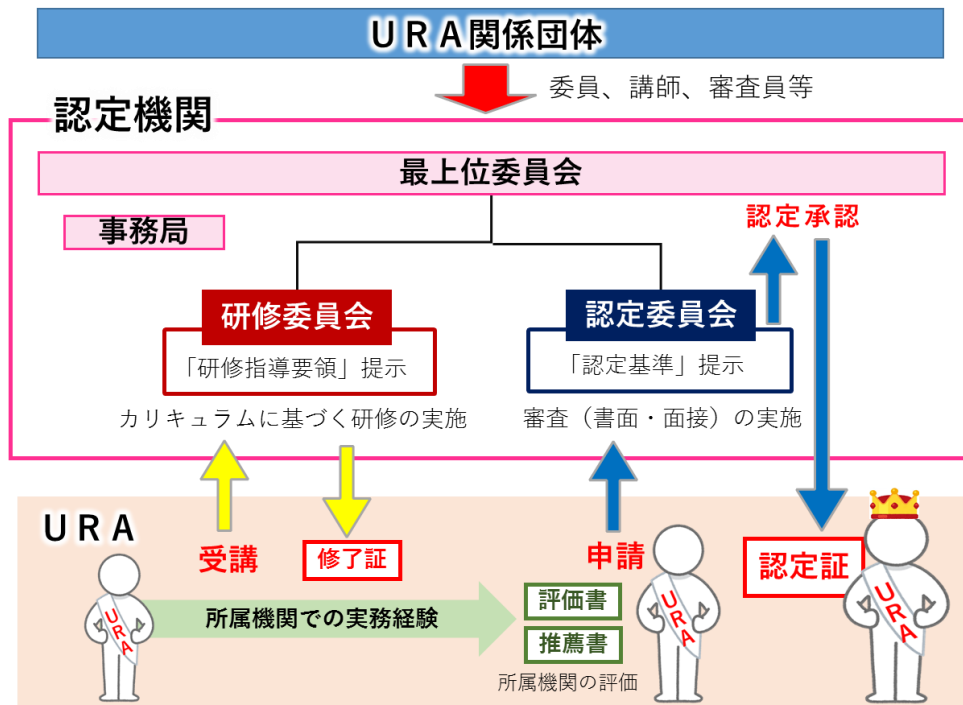 ＵＲＡ関係団体
委員、講師、審査員等
認定機関
最上位委員会
事務局
認定承認
研修委員会
認定委員会
「研修指導要領」提示
「認定基準」提示
カリキュラムに基づく研修の実施
審査（書面・面接）の実施
ＵＲＡ
受講
修了証
申請
認定証
所属機関での実務経験
評価書
推薦書
所属機関の評価
URA
URA
URA